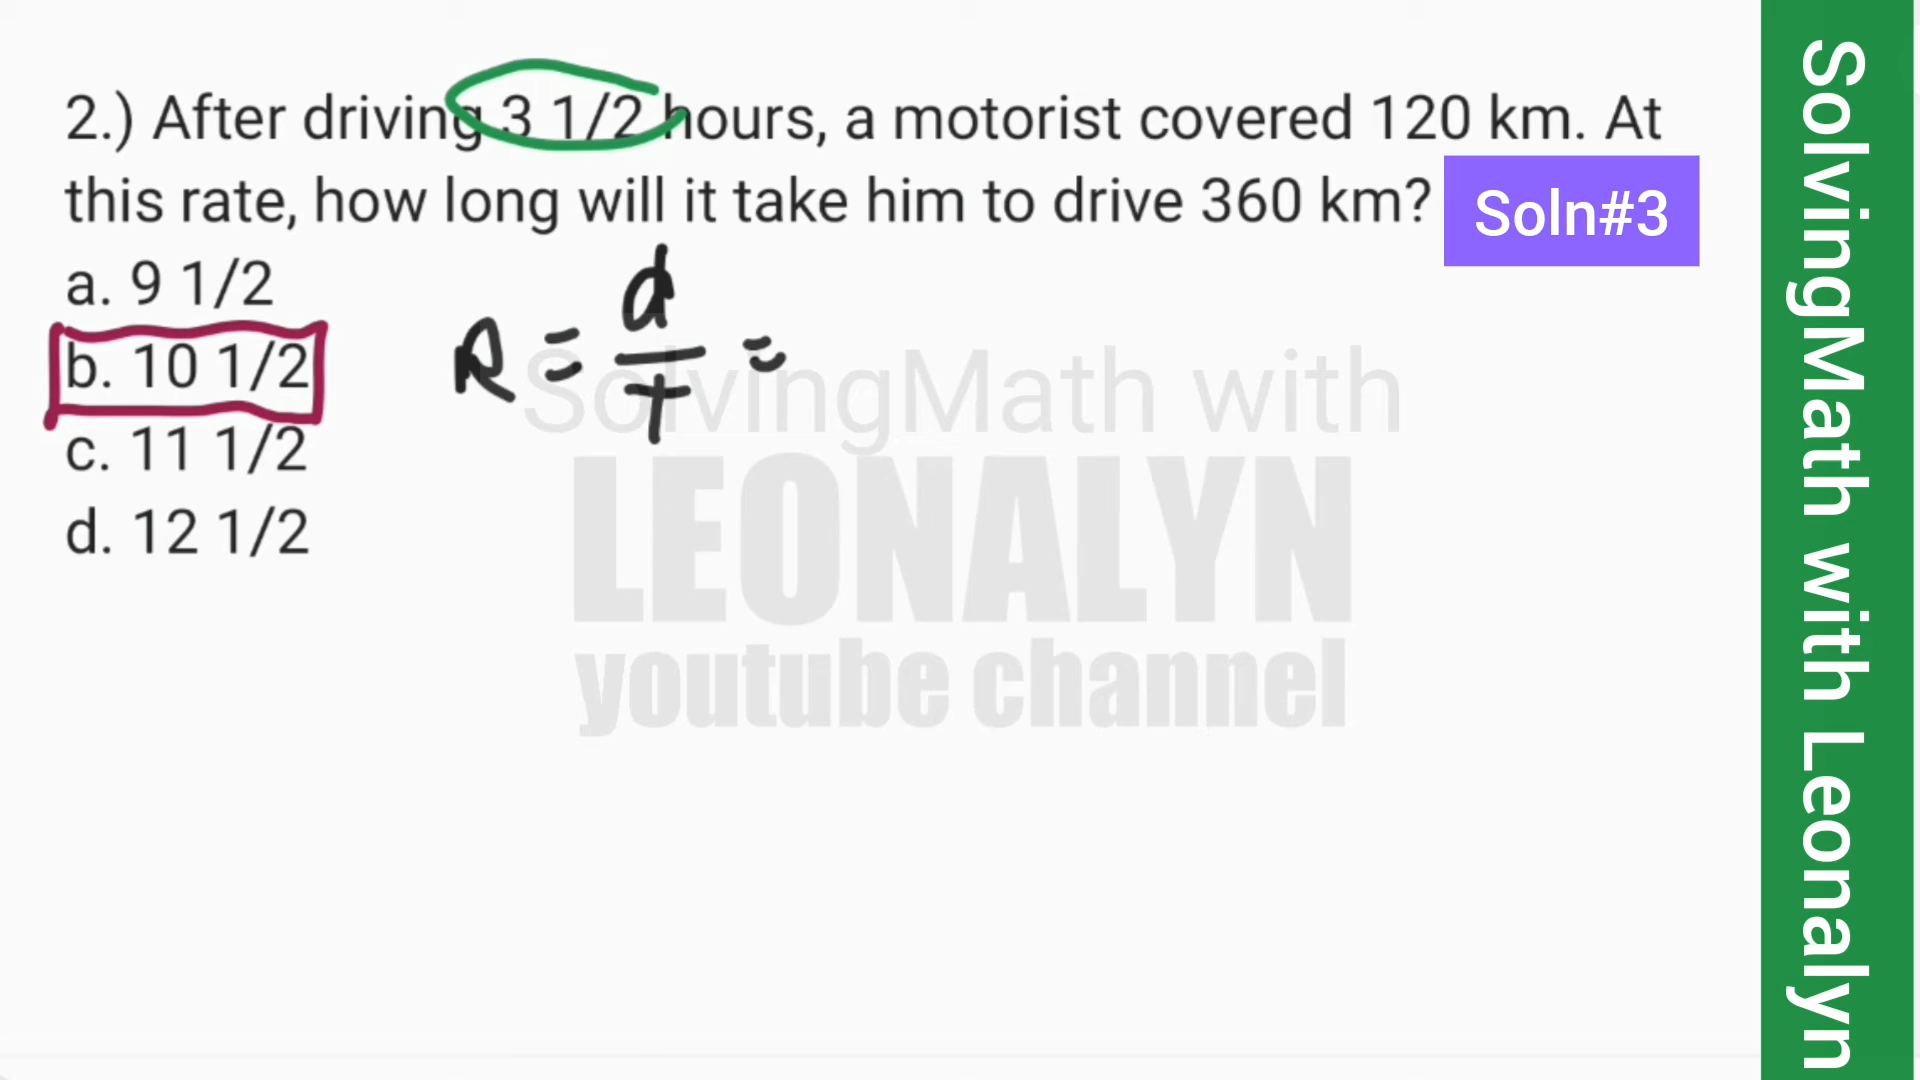 2.) After driving 3 1/2 hours, a motorist covered 120 km. At
this rate, how long will it take him to drive 360 km?
Soln#3
a. 9 1/2
b. 10 1/2
c. 11 1/2
d. 12 1/2
R = d/T =
SolvingMath with
LEONALYN
youtube channel
SolvingMath with Leonalyn